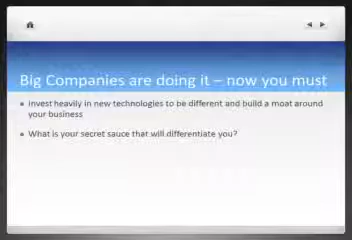 Big Companies are doing it – now you must
Invest heavily in new technologies to be different and build a moat around
your business
What is your secret sauce that will differentiate you?